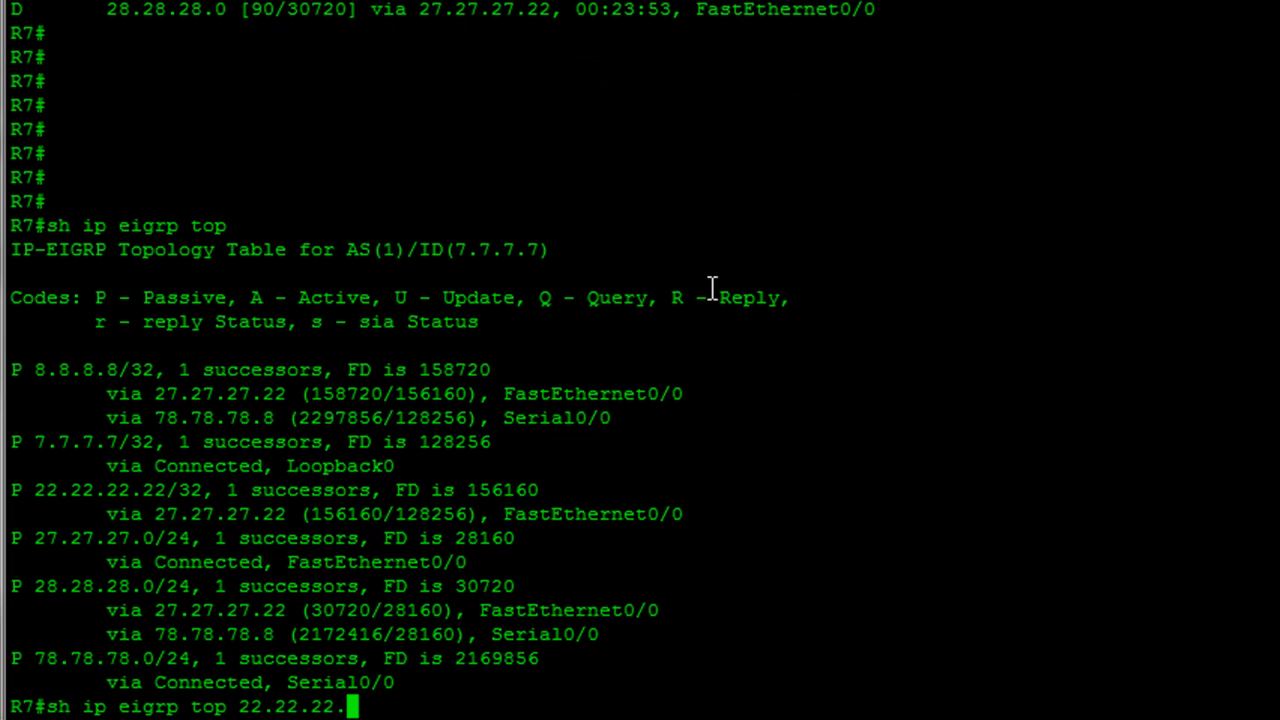 D       28.28.28.0 [90/30720] via 27.27.27.22, 00:23:53, FastEthernet0/0
R7#
R7#
R7#
R7#
R7#
R7#
R7#
R7#
R7#sh ip eigrp top
IP-EIGRP Topology Table for AS(1)/ID(7.7.7.7)
Codes: P - Passive, A - Active, U - Update, Q - Query, R - Reply,
       r - reply Status, s - sia Status
P 8.8.8.8/32, 1 successors, FD is 158720
        via 27.27.27.22 (158720/156160), FastEthernet0/0
        via 78.78.78.8 (2297856/128256), Serial0/0
P 7.7.7.7/32, 1 successors, FD is 128256
        via Connected, Loopback0
P 22.22.22.22/32, 1 successors, FD is 156160
        via 27.27.27.22 (156160/128256), FastEthernet0/0
P 27.27.27.0/24, 1 successors, FD is 28160
        via Connected, FastEthernet0/0
P 28.28.28.0/24, 1 successors, FD is 30720
        via 27.27.27.22 (30720/28160), FastEthernet0/0
        via 78.78.78.8 (2172416/28160), Serial0/0
P 78.78.78.0/24, 1 successors, FD is 2169856
        via Connected, Serial0/0
R7#sh ip eigrp top 22.22.22.